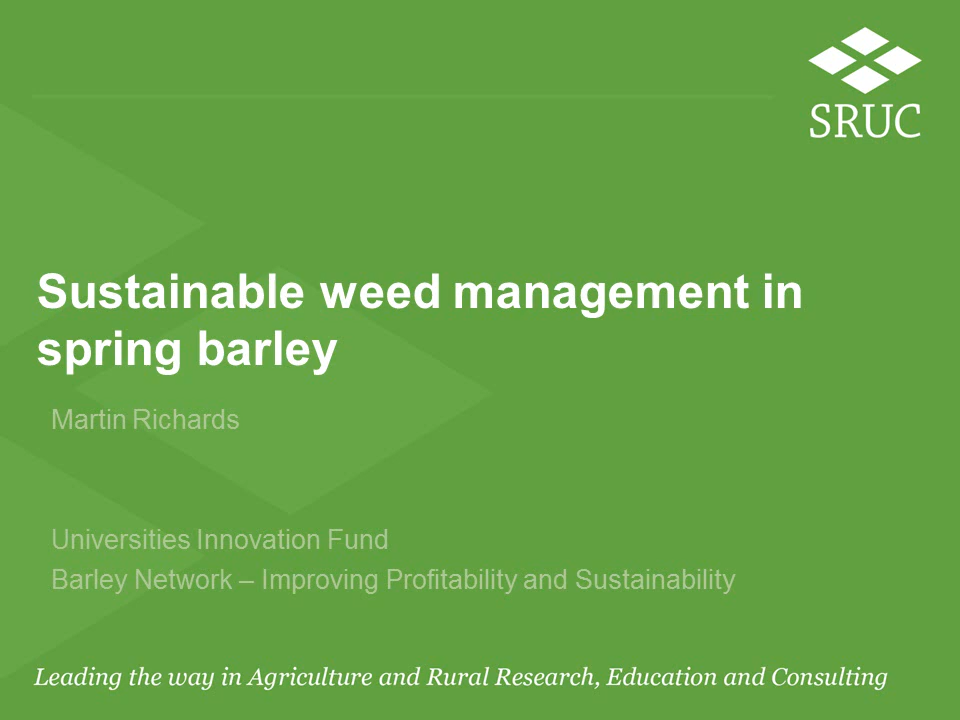 SRUC
Sustainable weed management in
spring barley
Martin Richards
Universities Innovation Fund
Barley Network – Improving Profitability and Sustainability
Leading the way in Agriculture and Rural Research, Education and Consulting